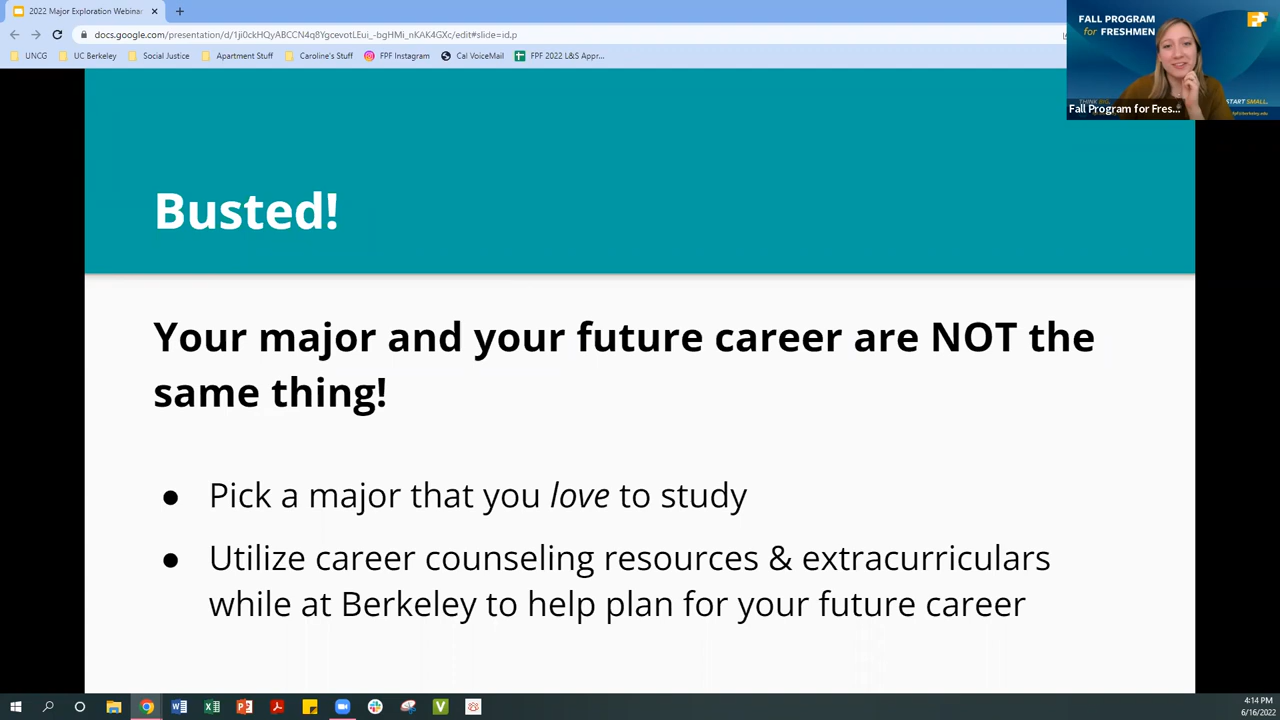 2022 Major Exploration Webinar
docs.google.com/presentation/d/1ji0ckHQyABCCN4q8YgcevotLEui_-bgHMi_nKAK4GXc/edit#slide=id.p
UNCG
UC Berkeley
Social Justice
Apartment Stuff
Caroline's Stuff
FPF Instagram
Cal VoiceMail
FPF 2022 L&S Appr...
FALL PROGRAM
for FRESHMEN
START SMALL.
Fall Program for Fres...
Busted!
Your major and your future career are NOT the
same thing!
● Pick a major that you love to study
● Utilize career counseling resources & extracurriculars
while at Berkeley to help plan for your future career
4:14 PM
6/16/2022